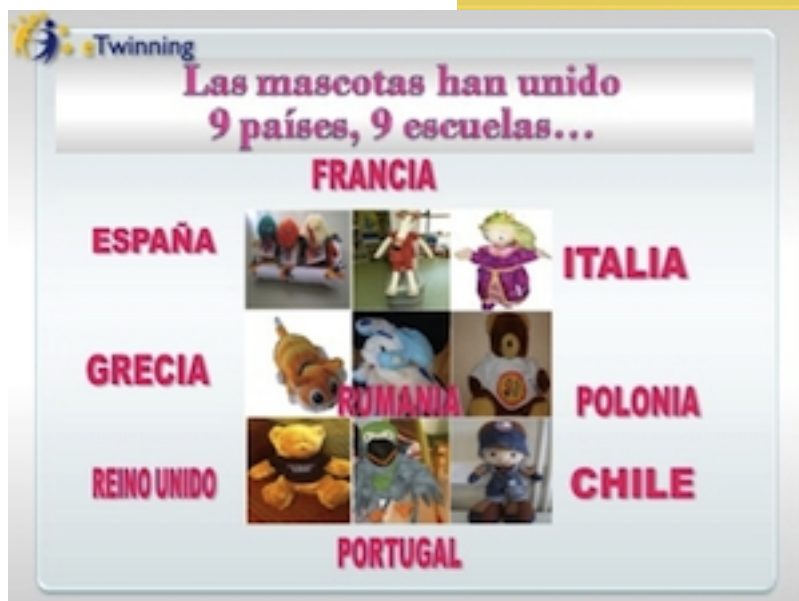 eTwinning
Las mascotas han unido
9 países, 9 escuelas...
FRANCIA
ESPAÑA
ITALIA
GRECIA
RUMANIA
POLONIA
REINO UNIDO
CHILE
PORTUGAL